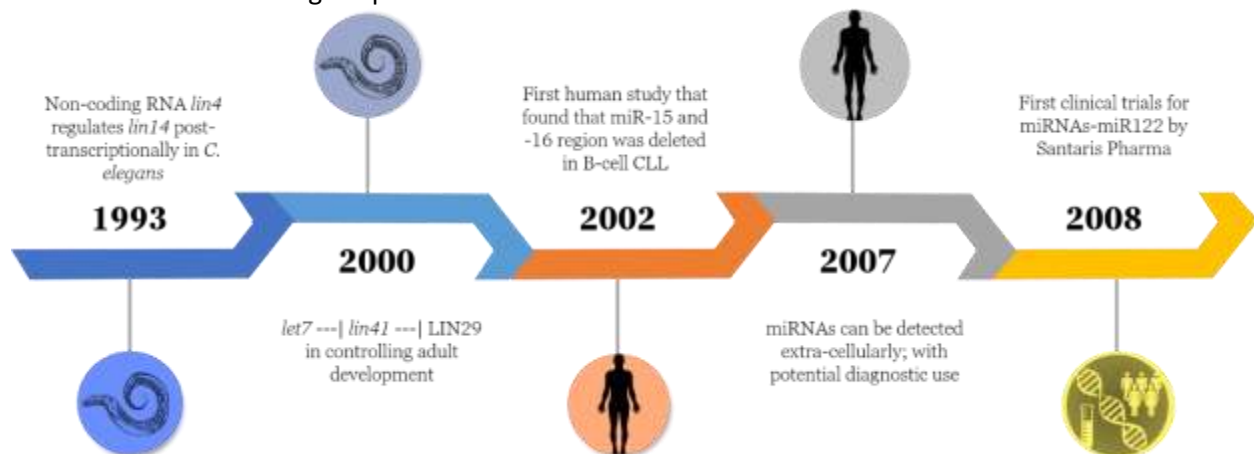 Non-coding RNA lin4
regulates lin14 post-
transcriptionally in C.
elegans
1993
2000
let7 ---| lin41 ---| LIN29
in controlling adult
development
First human study that
found that miR-15 and
-16 region was deleted
in B-cell CLL
2002
2007
miRNAs can be detected
extra-cellularly; with
potential diagnostic use
First clinical trials for
miRNAs-miR122 by
Santaris Pharma
2008